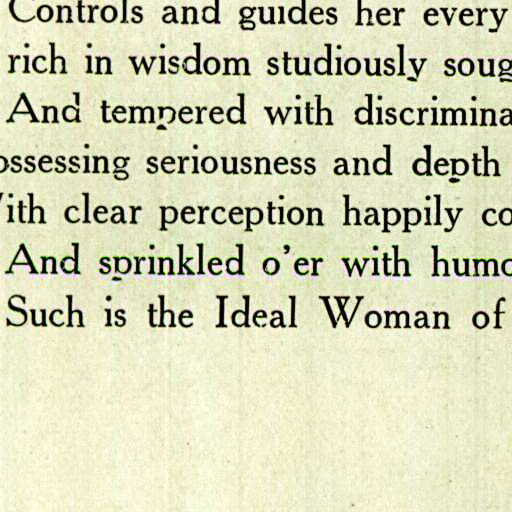 Controls and guides her every
rich in wisdom studiously soug
And tempered with discrimina
ossessing seriousness and depth
ith clear perception happily co
And sprinkled o'er with humo
Such is the Ideal Woman of